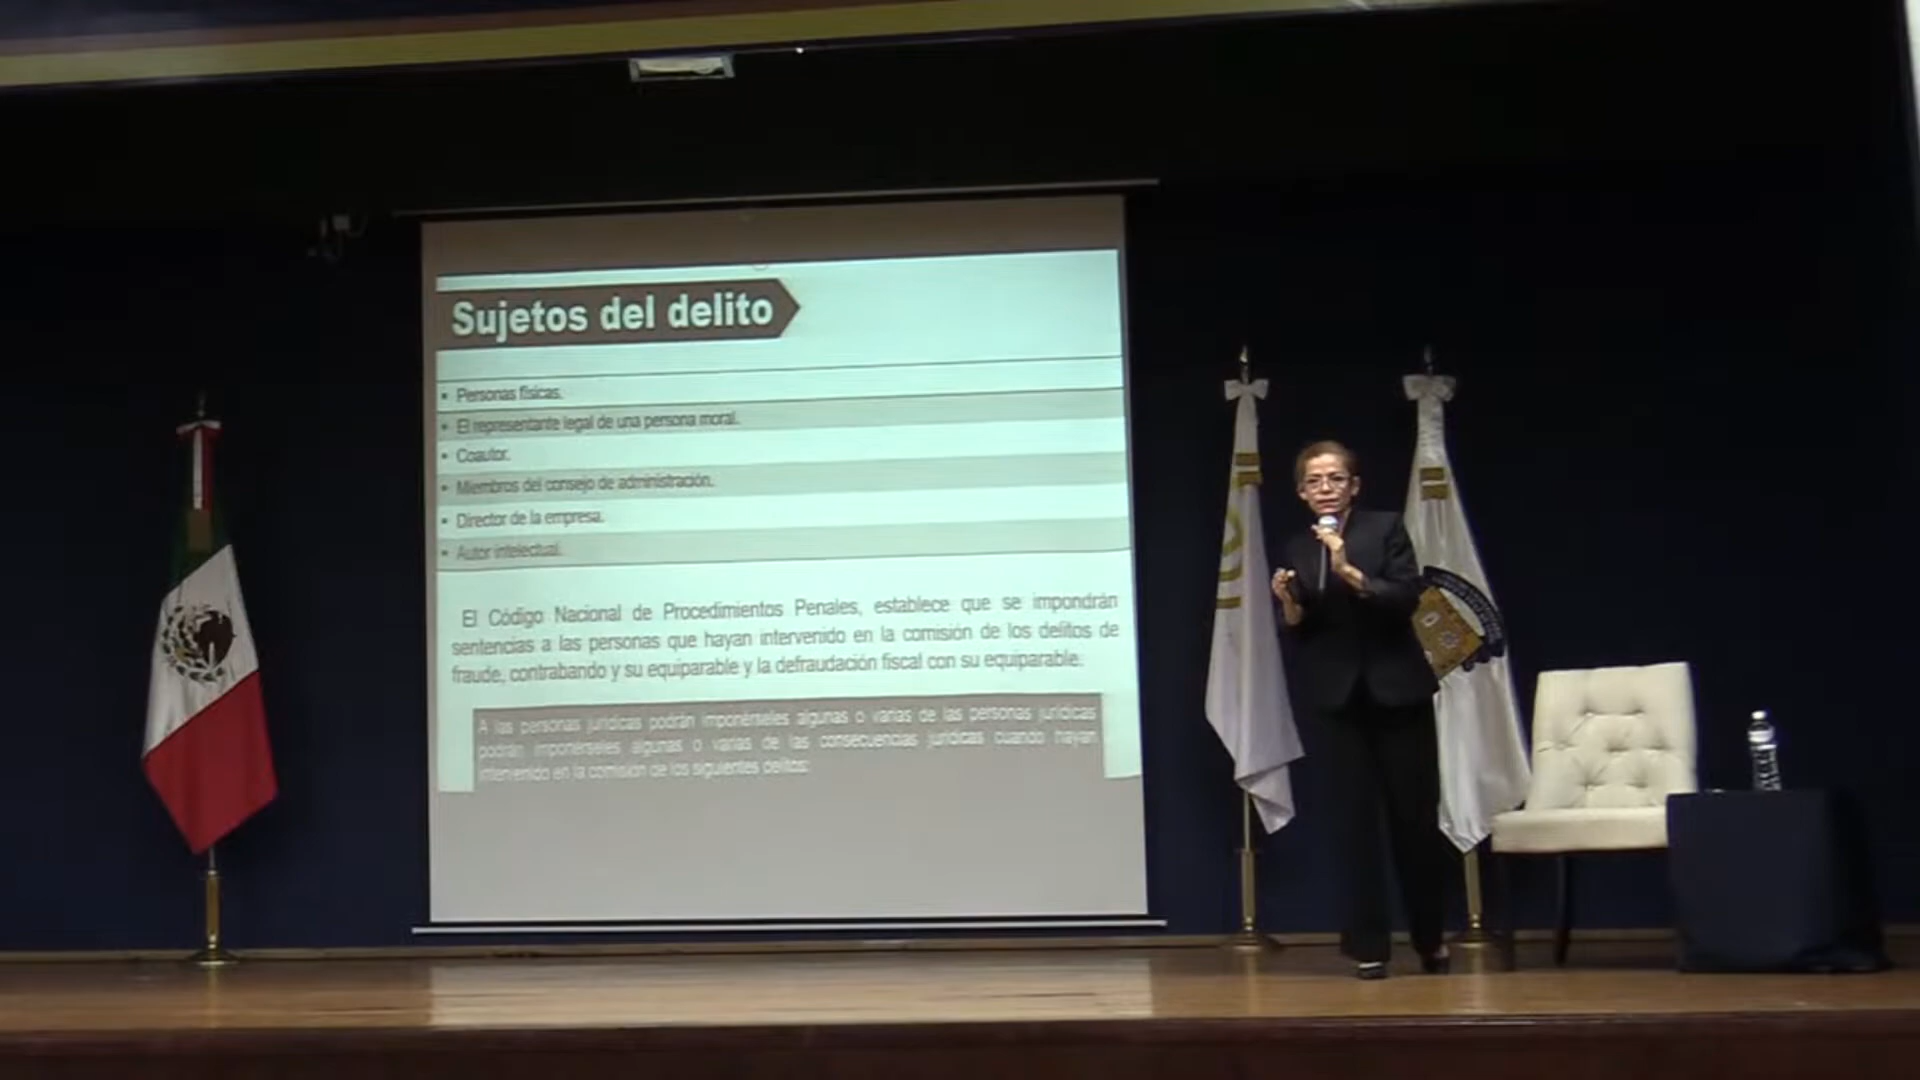 Sujetos del delito
• Personas físicas.
• El representante legal de una persona moral.
• Coautor.
• Miembros del consejo de administración.
• Director de la empresa.
• Autor intelectual.
El Código Nacional de Procedimientos Penales, establece que se impondrán
sentencias a las personas que hayan intervenido en la comisión de los delitos de
fraude, contrabando y su equiparable y la defraudación fiscal con su equiparable.
A las personas jurídicas podrán imponérseles algunas o varias de las personas jurídicas
podrán imponérseles algunas o varias de las consecuencias jurídicas cuando hayan
intervenido en la comisión de los siguientes delitos: